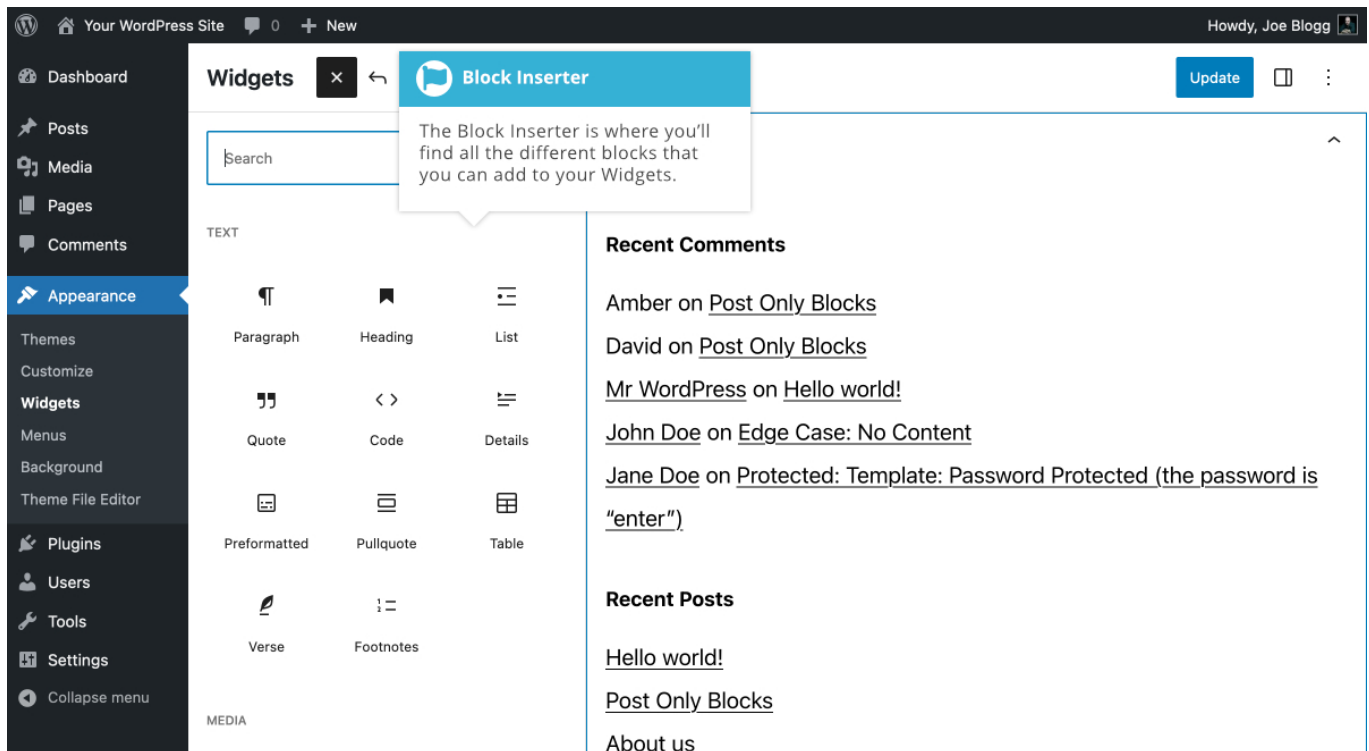 Your WordPress Site 0 New Howdy, Joe Blogg
Dashboard
Posts
Media
Pages
Comments
Appearance
Themes
Customize
Widgets
Menus
Background
Theme File Editor
Plugins
Users
Tools
Settings
Collapse menu
Widgets
Update
Block Inserter
The Block Inserter is where you’ll
find all the different blocks that
you can add to your Widgets.
Search
TEXT
Paragraph Heading List
Quote Code Details
Preformatted Pullquote Table
Verse Footnotes
MEDIA
Recent Comments
Amber on Post Only Blocks
David on Post Only Blocks
Mr WordPress on Hello world!
John Doe on Edge Case: No Content
Jane Doe on Protected: Template: Password Protected (the password is
“enter”)
Recent Posts
Hello world!
Post Only Blocks
About us